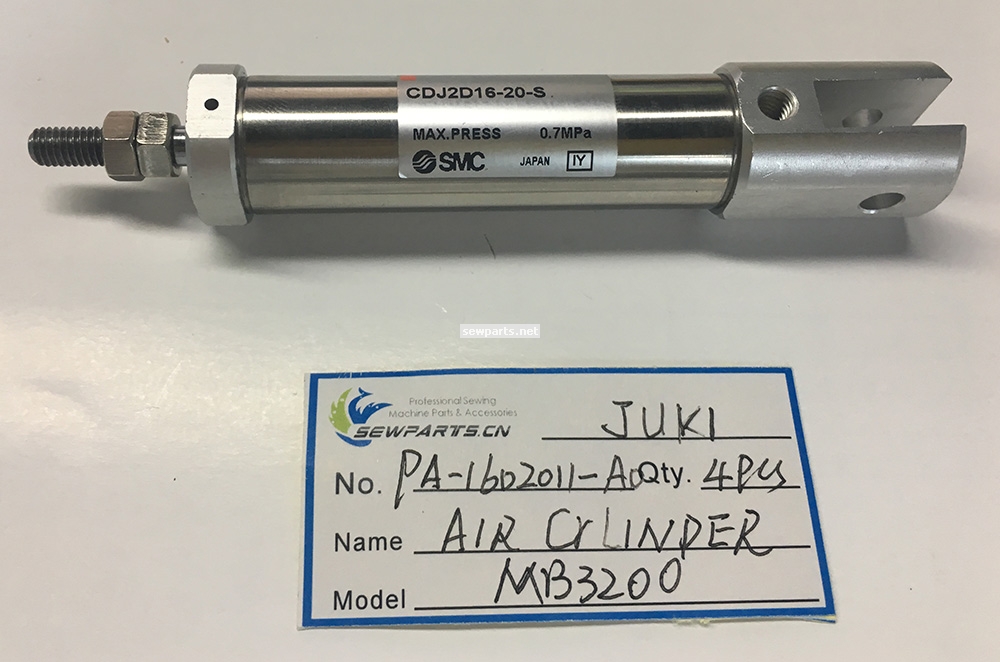 CDJ2D16-20-S
MAX.PRESS 0.7MPa
SMC JAPAN IY
sewparts.net
Professional Sewing
Machine Parts & Accessories
SEWPARTS.CN JUKI
No. PA-1602011-A0 Qty. 4PCS
Name AIR CYLINDER
Model MB3200